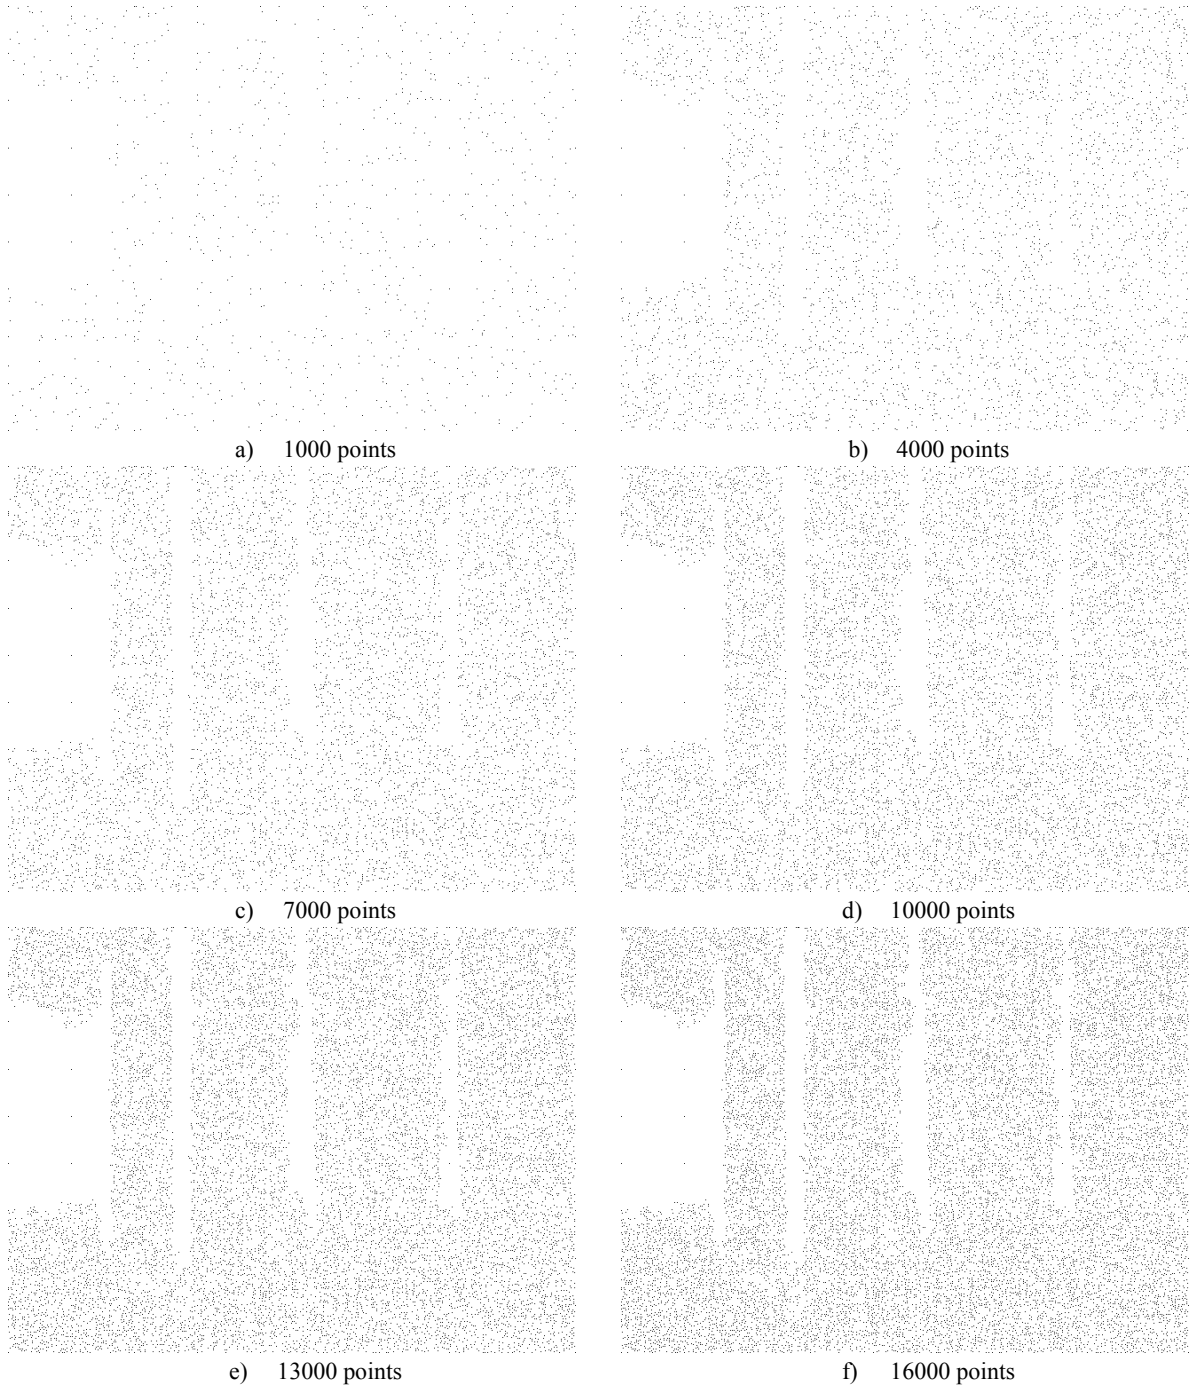 a) 1000 points
b) 4000 points
c) 7000 points
d) 10000 points
e) 13000 points
f) 16000 points